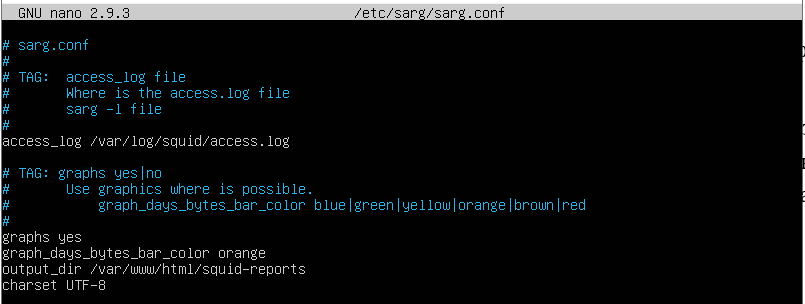 GNU nano 2.9.3 /etc/sarg/sarg.conf
# sarg.conf
#
# TAG:  access_log file
#       Where is the access.log file
#       sarg -l file
#
access_log /var/log/squid/access.log
# TAG: graphs yes|no
#       Use graphics where is possible.
#           graph_days_bytes_bar_color blue|green|yellow|orange|brown|red
#
graphs yes
graph_days_bytes_bar_color orange
output_dir /var/www/html/squid-reports
charset UTF-8